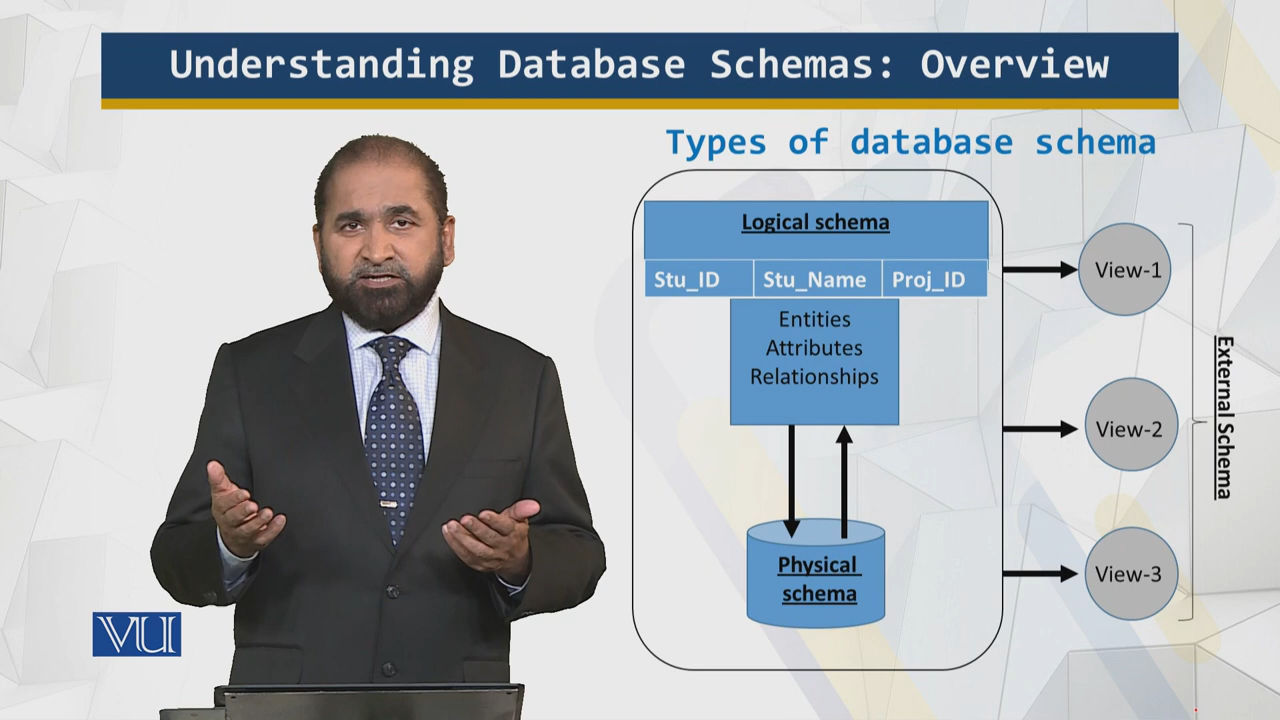 Understanding Database Schemas: Overview
Types of database schema
Logical schema
Stu_ID Stu_Name Proj_ID
Entities
Attributes
Relationships
Physical
schema
View-1
View-2
View-3
External Schema
VU